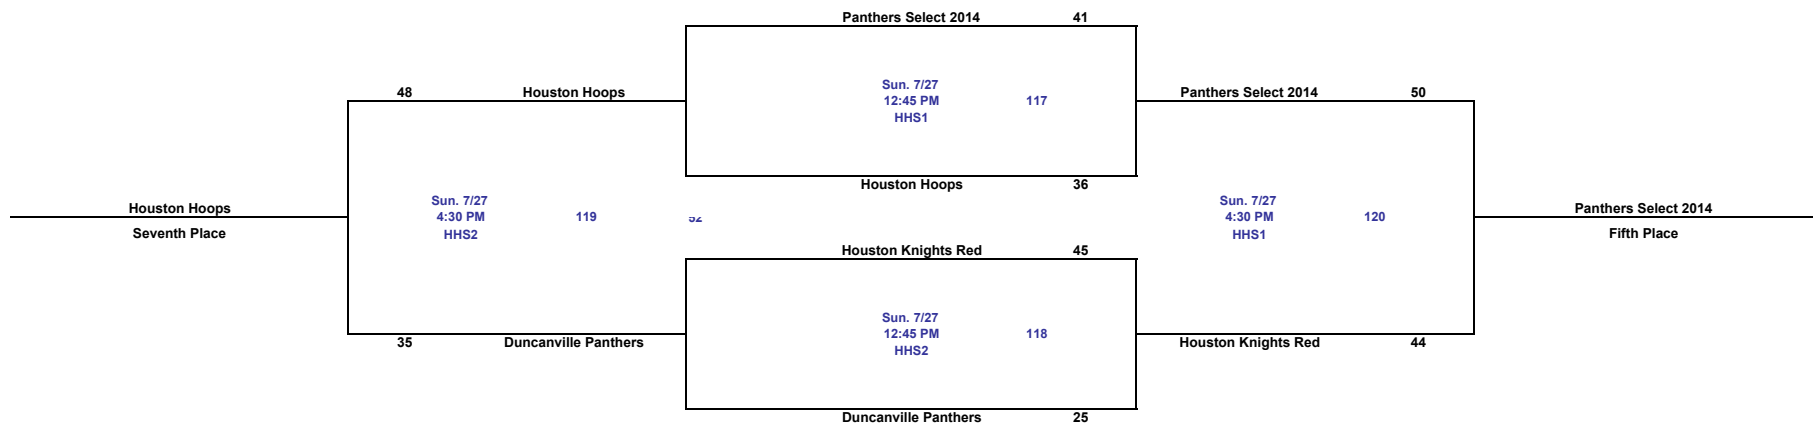 Panthers Select 2014 41
Sun. 7/27
48 Houston Hoops 12:45 PM 117 Panthers Select 2014 50
HHS1
Houston Hoops 36
Sun. 7/27 Sun. 7/27
Houston Hoops 4:30 PM 119 4:30 PM 120 Panthers Select 2014
Seventh Place HHS2 HHS1 Fifth Place
Houston Knights Red 45
Sun. 7/27
12:45 PM 118
35 Duncanville Panthers HHS2 Houston Knights Red 44
Duncanville Panthers 25